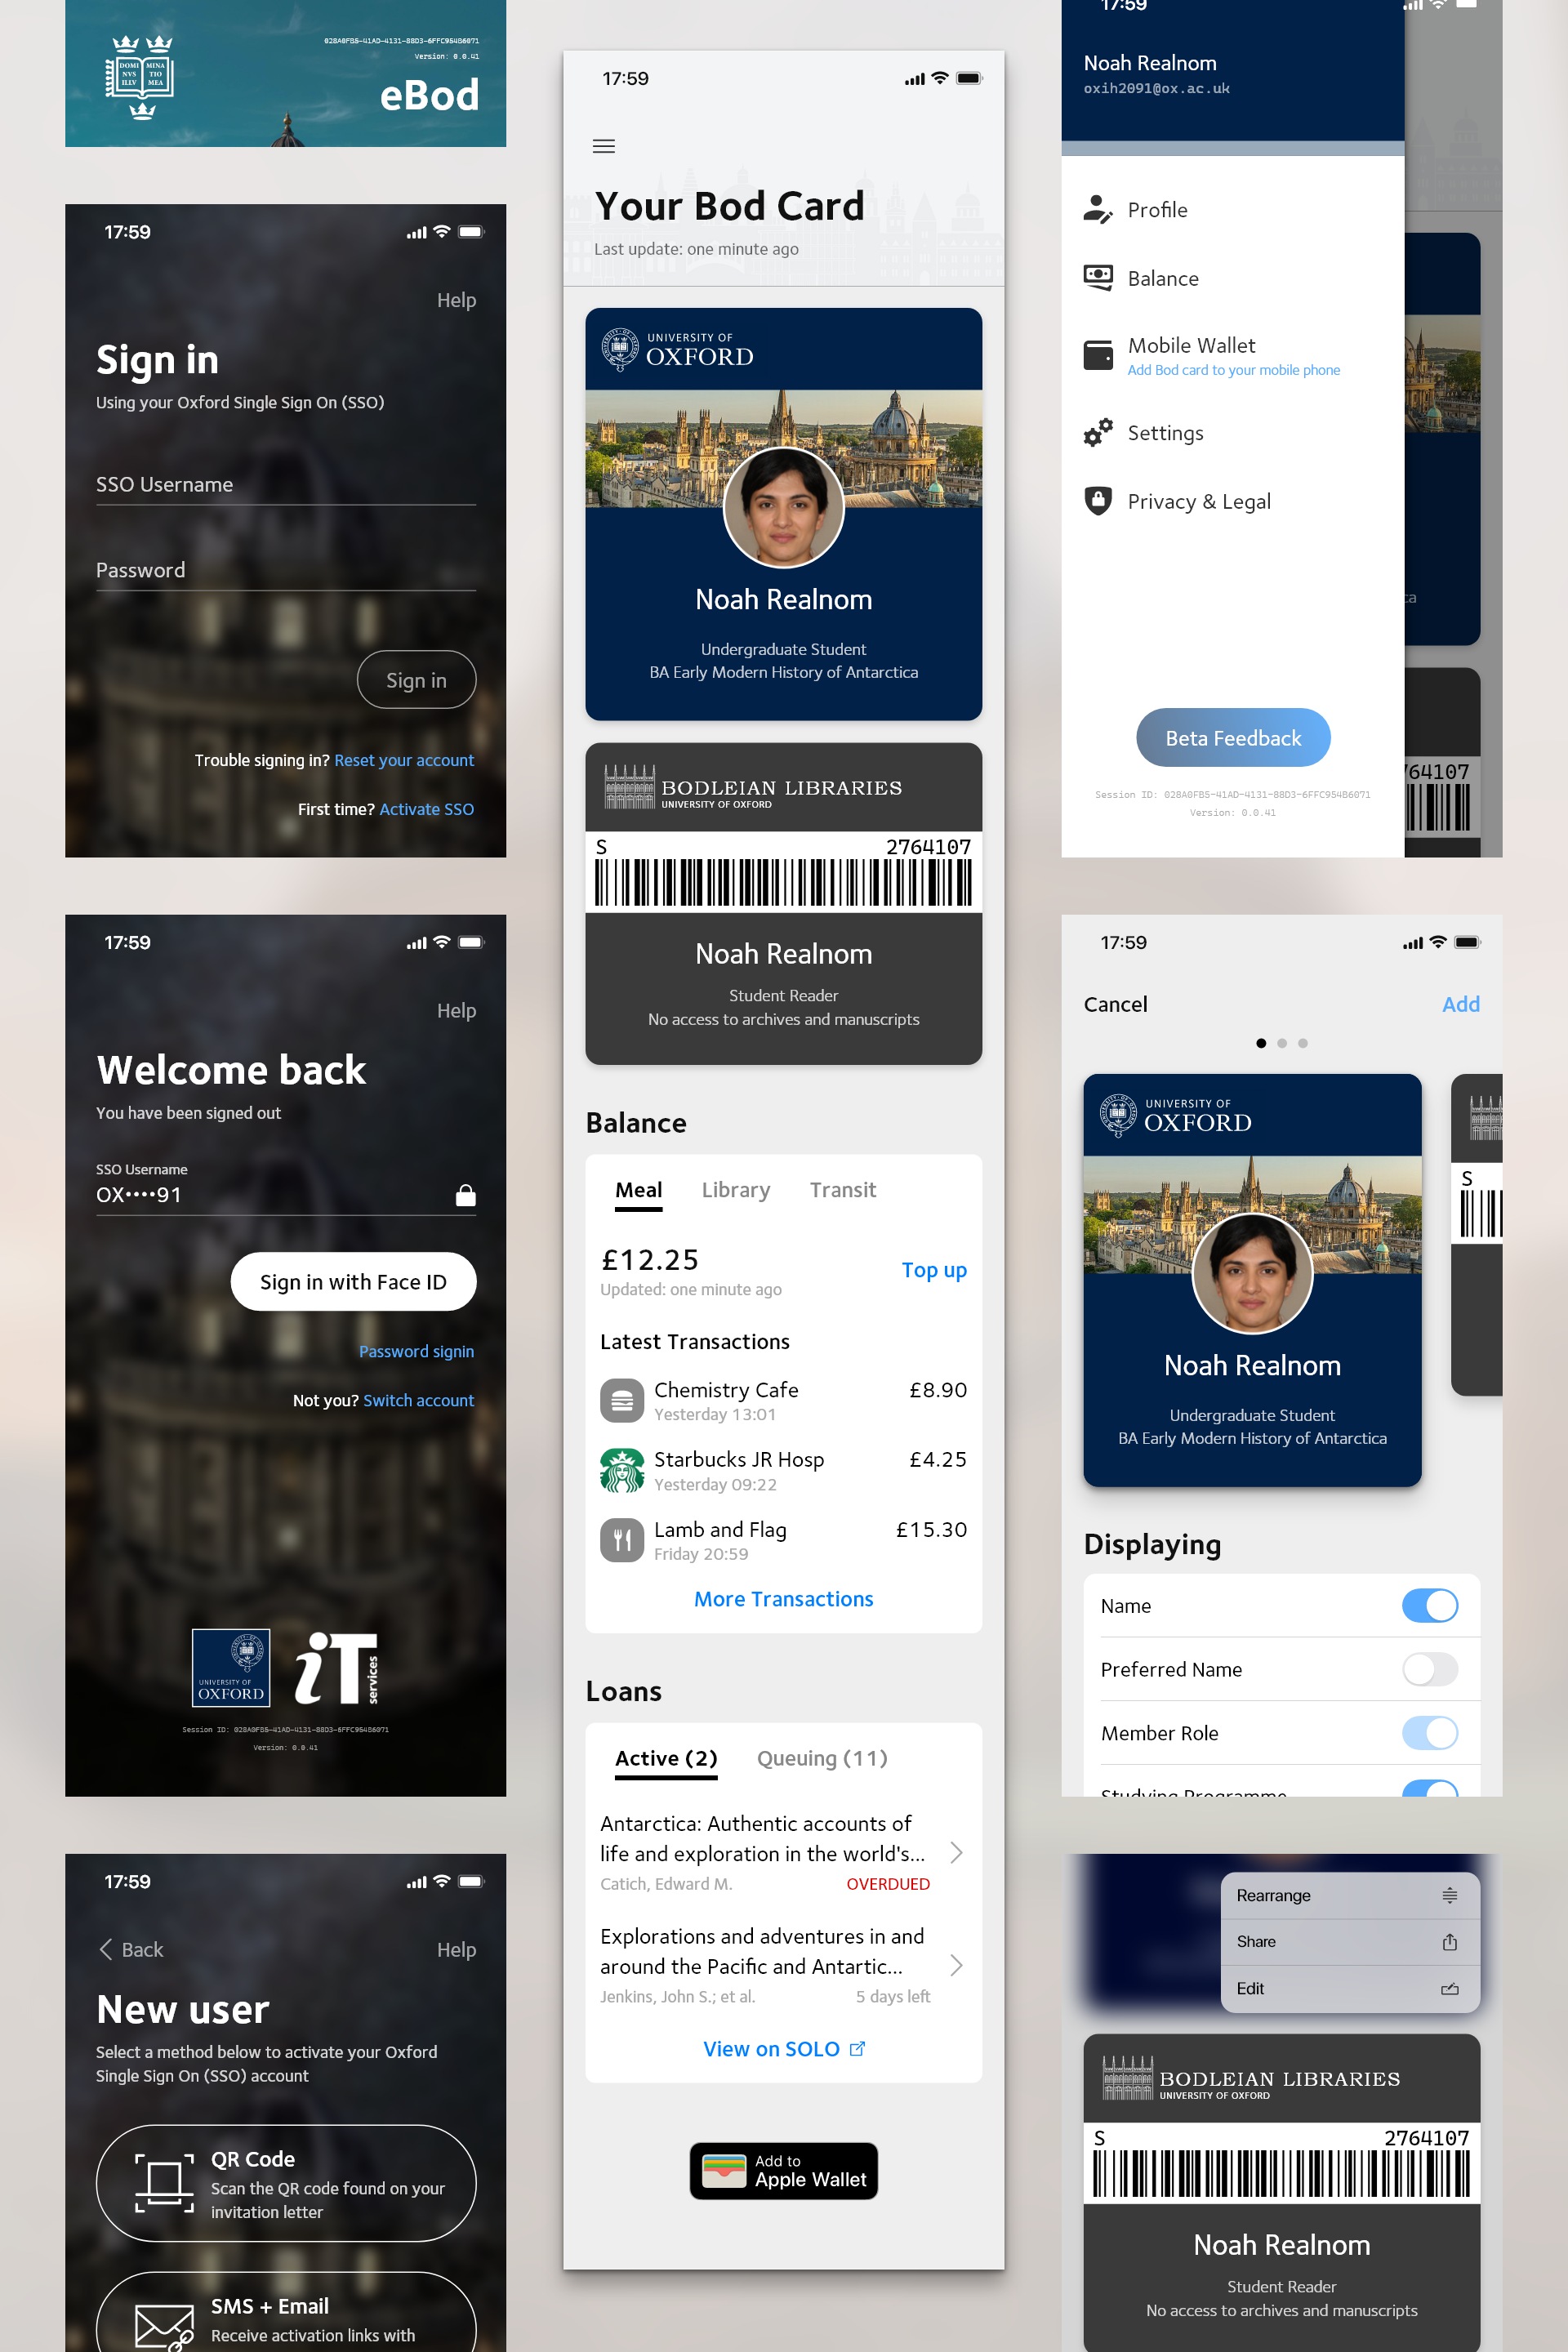 DOMI
NVS
ILLV
MINA
TIO
MEA
028A0FB5-41AD-4131-88D3-6FFC954B6071
Version: 0.0.41
eBod
17:59
Help
Sign in
Using your Oxford Single Sign On (SSO)
SSO Username
Password
Sign in
Trouble signing in? Reset your account
First time? Activate SSO
17:59
Help
Welcome back
You have been signed out
SSO Username
OX••••91
Sign in with Face ID
Password signin
Not you? Switch account
UNIVERSITY OF
OXFORD
iT
services
Session ID: 028A0FB5-41AD-4131-88D3-6FFC954B6071
Version: 0.0.41
17:59
Back
Help
New user
Select a method below to activate your Oxford
Single Sign On (SSO) account
QR Code
Scan the QR code found on your
invitation letter
SMS + Email
Receive activation links with
17:59
Your Bod Card
Last update: one minute ago
UNIVERSITY OF
OXFORD
Noah Realnom
Undergraduate Student
BA Early Modern History of Antarctica
BODLEIAN LIBRARIES
UNIVERSITY OF OXFORD
S 2764107
Noah Realnom
Student Reader
No access to archives and manuscripts
Balance
Meal Library Transit
£12.25
Top up
Updated: one minute ago
Latest Transactions
Chemistry Cafe £8.90
Yesterday 13:01
Starbucks JR Hosp £4.25
Yesterday 09:22
Lamb and Flag £15.30
Friday 20:59
More Transactions
Loans
Active (2) Queuing (11)
Antarctica: Authentic accounts of
life and exploration in the world's...
Catich, Edward M. OVERDUED
Explorations and adventures in and
around the Pacific and Antartic...
Jenkins, John S.; et al. 5 days left
View on SOLO
Add to
Apple Wallet
17:59
Noah Realnom
oxih2091@ox.ac.uk
Profile
Balance
Mobile Wallet
Add Bod card to your mobile phone
Settings
Privacy & Legal
ca
Beta Feedback
764107
Session ID: 028A0FB5-41AD-4131-88D3-6FFC954B6071
Version: 0.0.41
17:59
Cancel Add
UNIVERSITY OF
OXFORD
S
Noah Realnom
Undergraduate Student
BA Early Modern History of Antarctica
Displaying
Name
Preferred Name
Member Role
Studying Programme
Rearrange
Share
Edit
BODLEIAN LIBRARIES
UNIVERSITY OF OXFORD
S 2764107
Noah Realnom
Student Reader
No access to archives and manuscripts